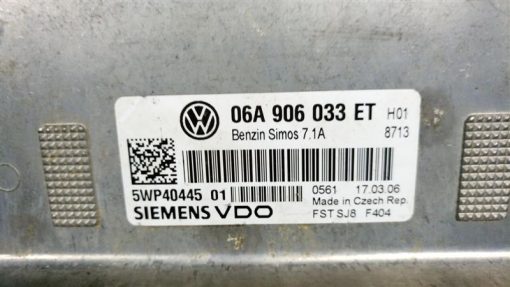 06A 906 033 ET H01
Benzin Simos 7.1A 8713
5WP40445 01 0561 17.03.06
Made in Czech Rep.
SIEMENS VDO FST SJ8 F404